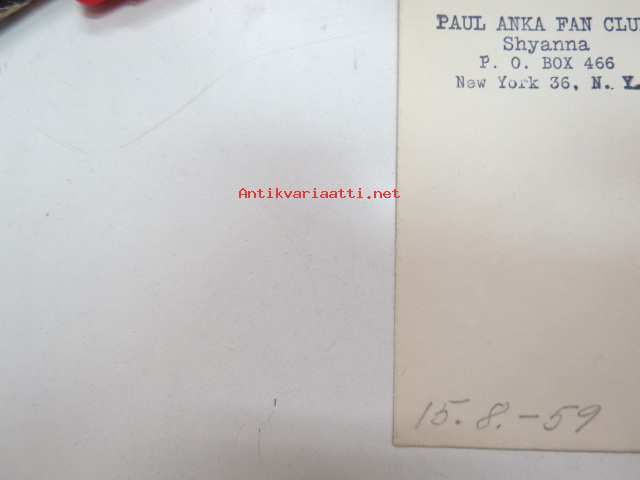 PAUL ANKA FAN CLU
Shyanna
P. O. BOX 466
New York 36, N. Y.
Antikvariaatti.net
15.8.-59